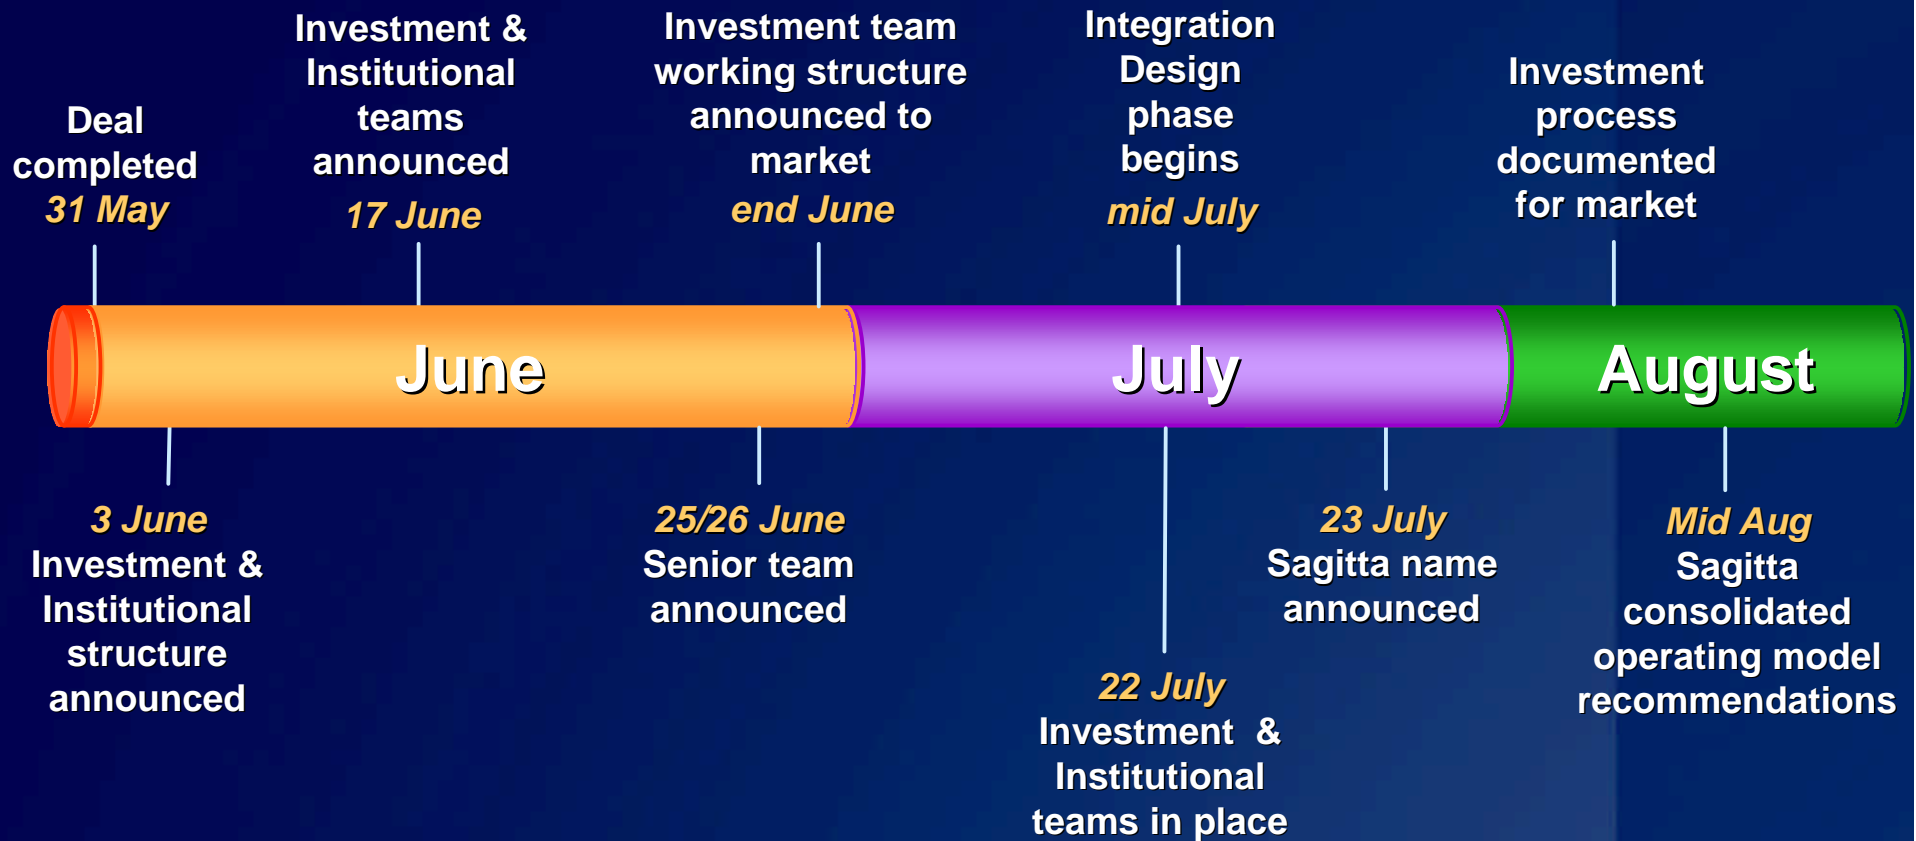 Deal
completed
31 May
Investment &
Institutional
teams
announced
17 June
Investment team
working structure
announced to
market
end June
Integration
Design
phase
begins
mid July
Investment
process
documented
for market
June
July
August
3 June
Investment &
Institutional
structure
announced
25/26 June
Senior team
announced
22 July
Investment  &
Institutional
teams in place
23 July
Sagitta name
announced
Mid Aug
Sagitta
consolidated
operating model
recommendations